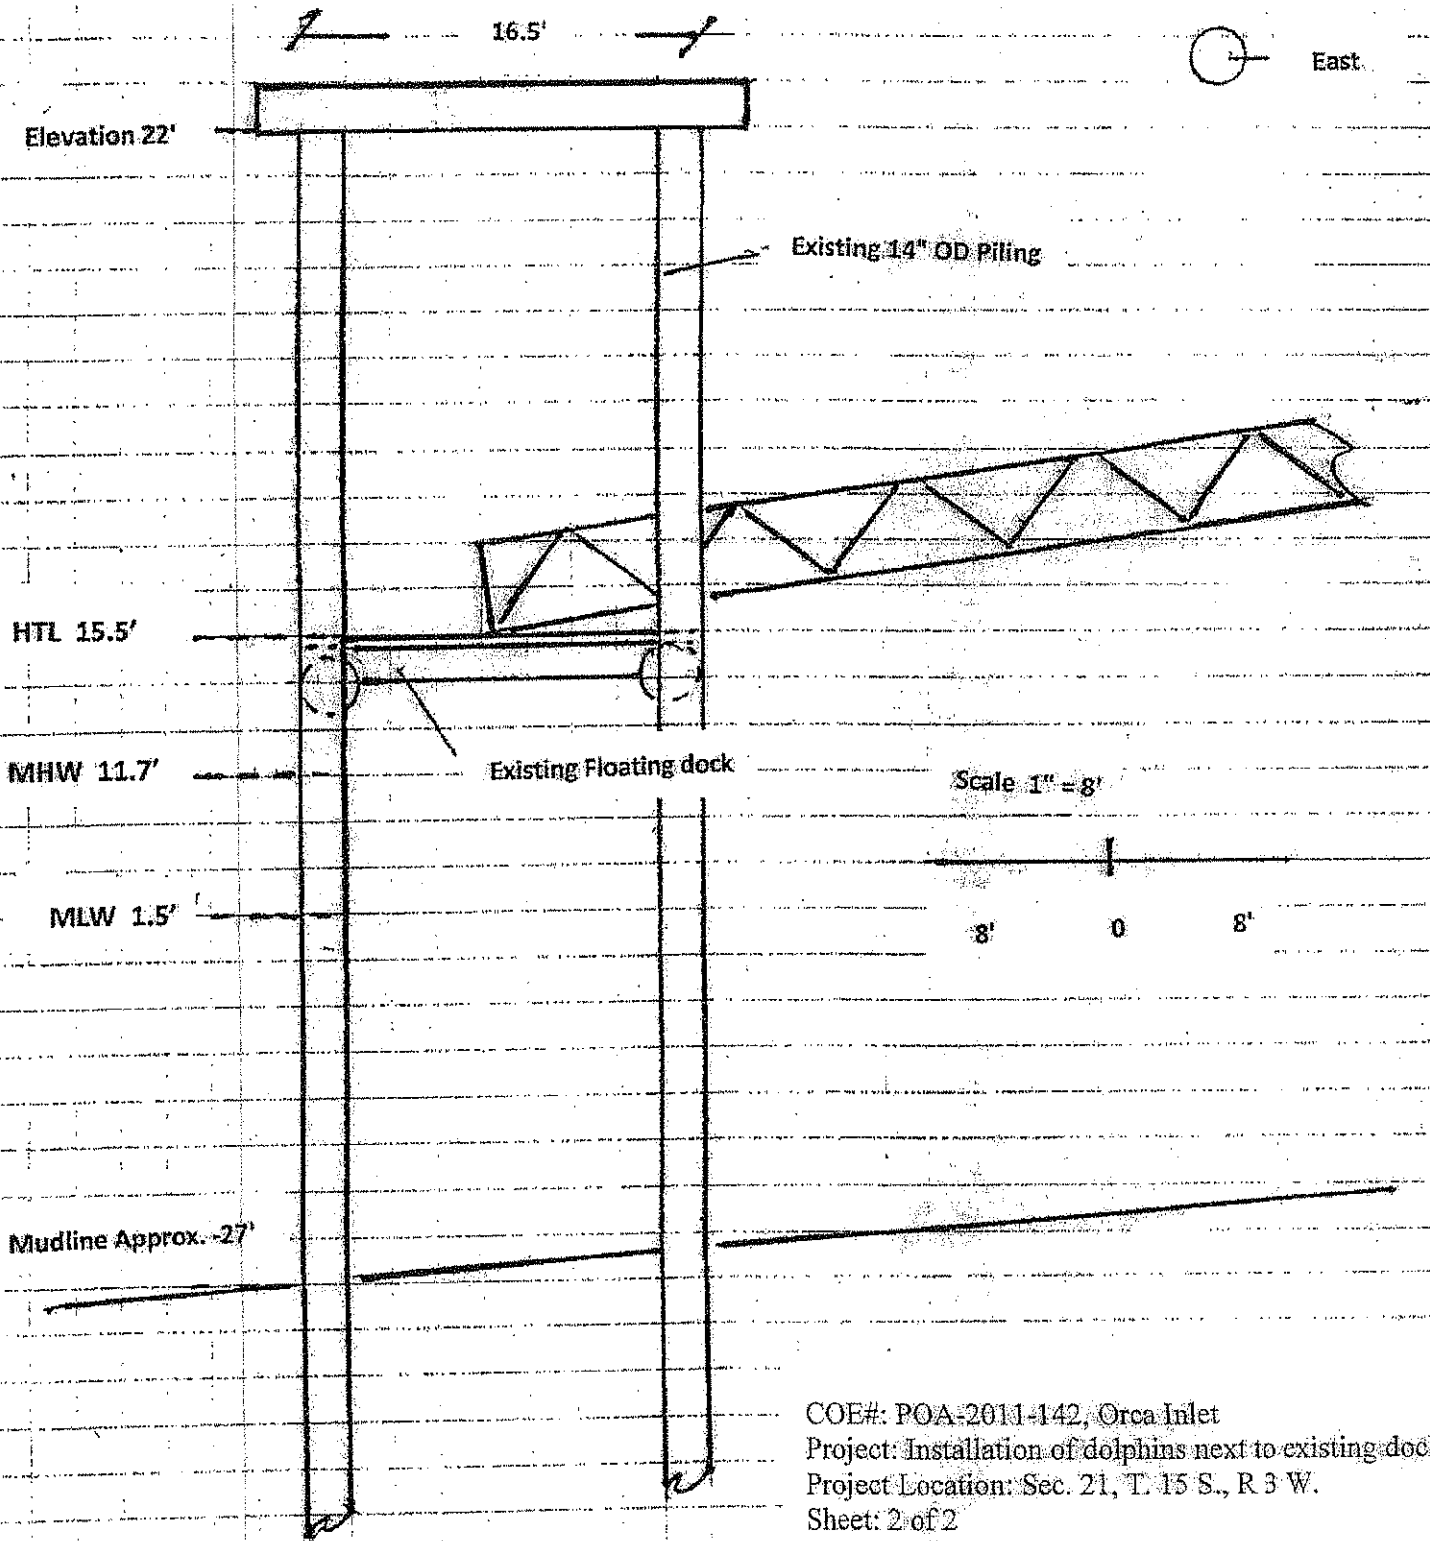 16.5'
East
Elevation 22'
Existing 14" OD Piling
HTL 15.5'
MHW 11.7'
Existing Floating dock
Scale 1" = 8'
MLW 1.5'
8' 0 8'
Mudline Approx. -27'
COE#: POA-2011-142, Orca Inlet
Project: Installation of dolphins next to existing doc
Project Location: Sec. 21, T. 15 S., R 3 W.
Sheet: 2 of 2